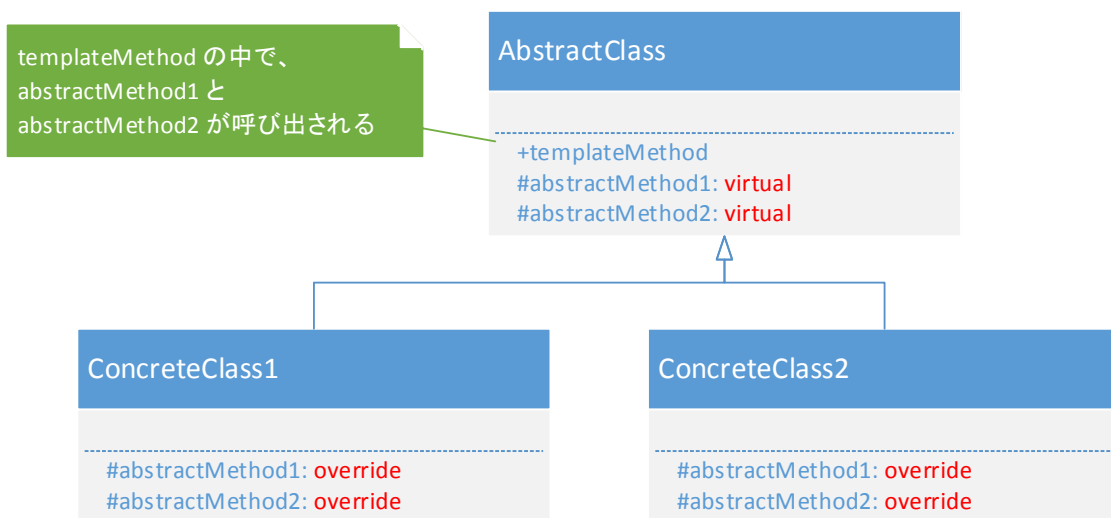 templateMethod の中で、
abstractMethod1 と
abstractMethod2 が呼び出される
AbstractClass
+templateMethod
#abstractMethod1: virtual
#abstractMethod2: virtual
ConcreteClass1
#abstractMethod1: override
#abstractMethod2: override
ConcreteClass2
#abstractMethod1: override
#abstractMethod2: override